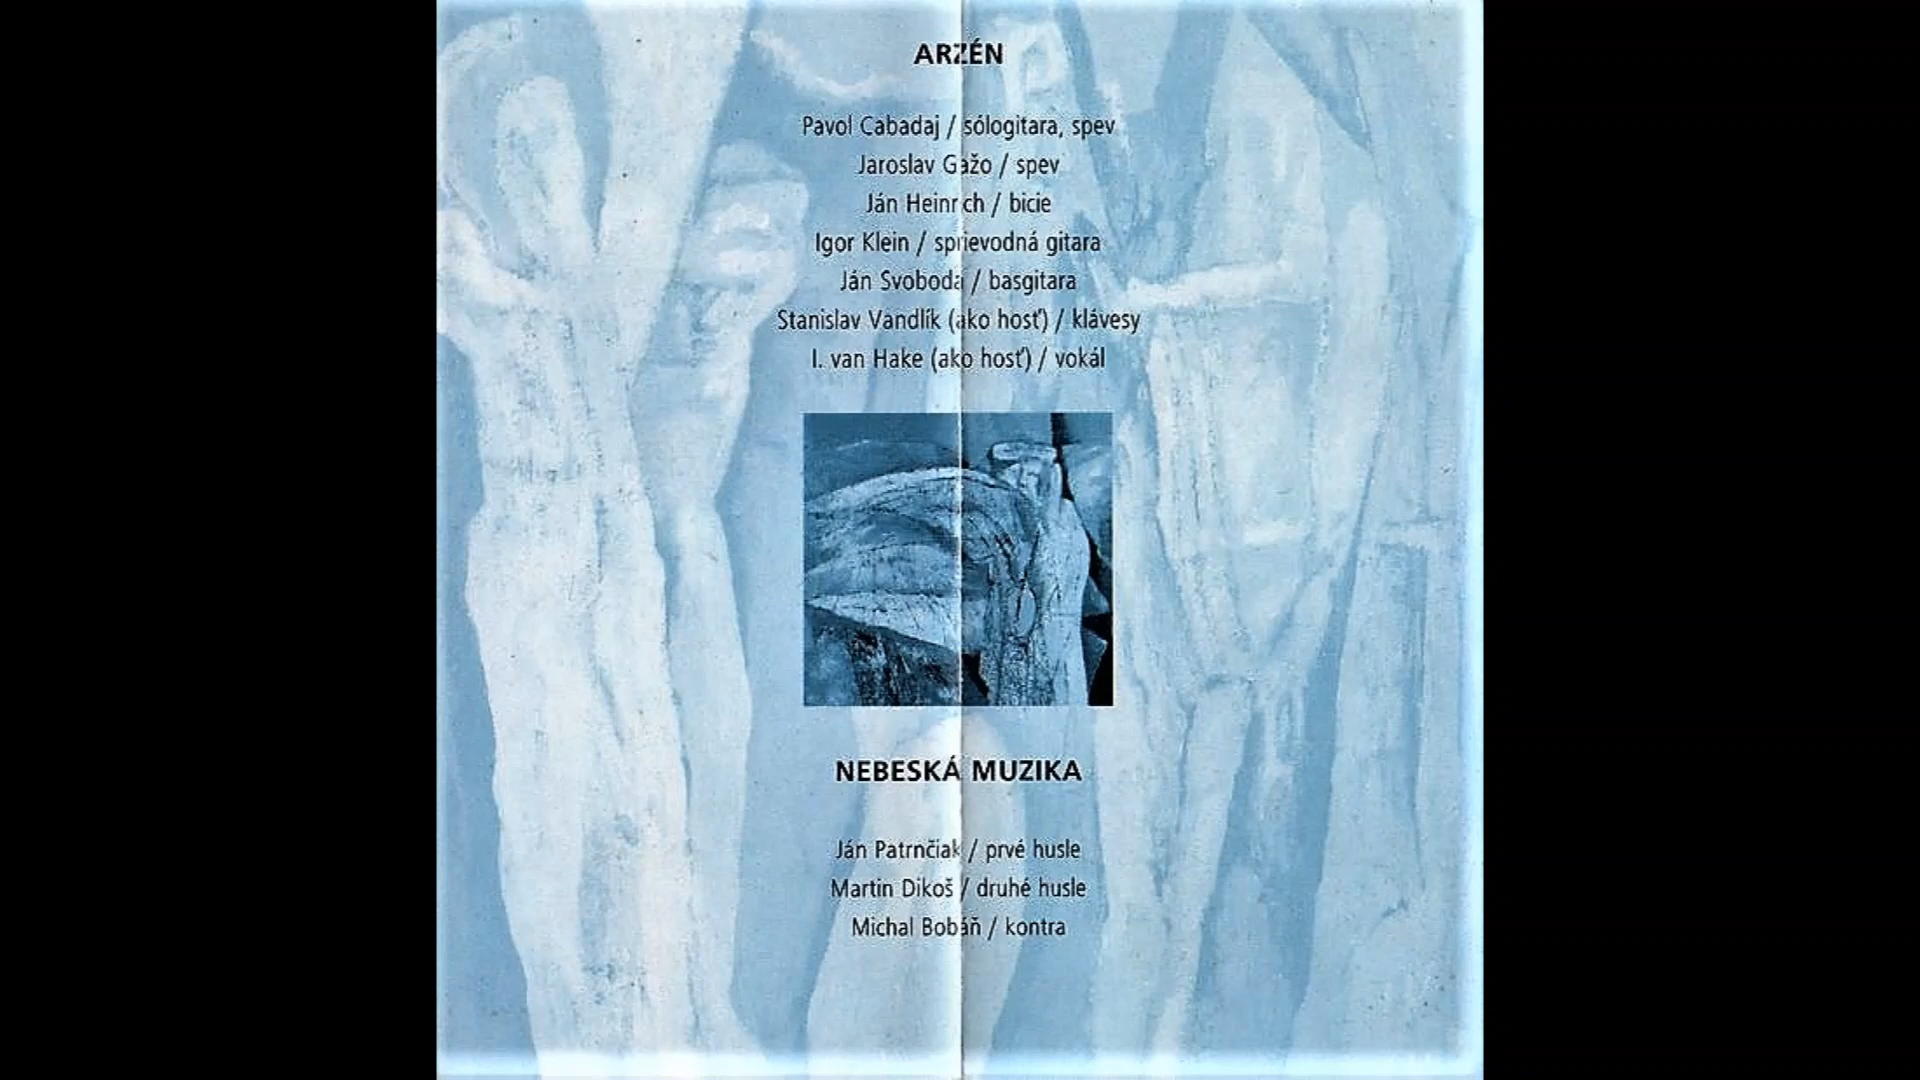 ARZÉN
Pavol Cabadaj / sólogitara, spev
Jaroslav Gažo / spev
Ján Heinrich / bicie
Igor Klein / sprievodná gitara
Ján Svoboda / basgitara
Stanislav Vandlík (ako hosť) / klávesy
I. van Hake (ako hosť) / vokál
NEBESKÁ MUZIKA
Ján Patrnčiak / prvé husle
Martin Dikoš / druhé husle
Michal Bobáň / kontra